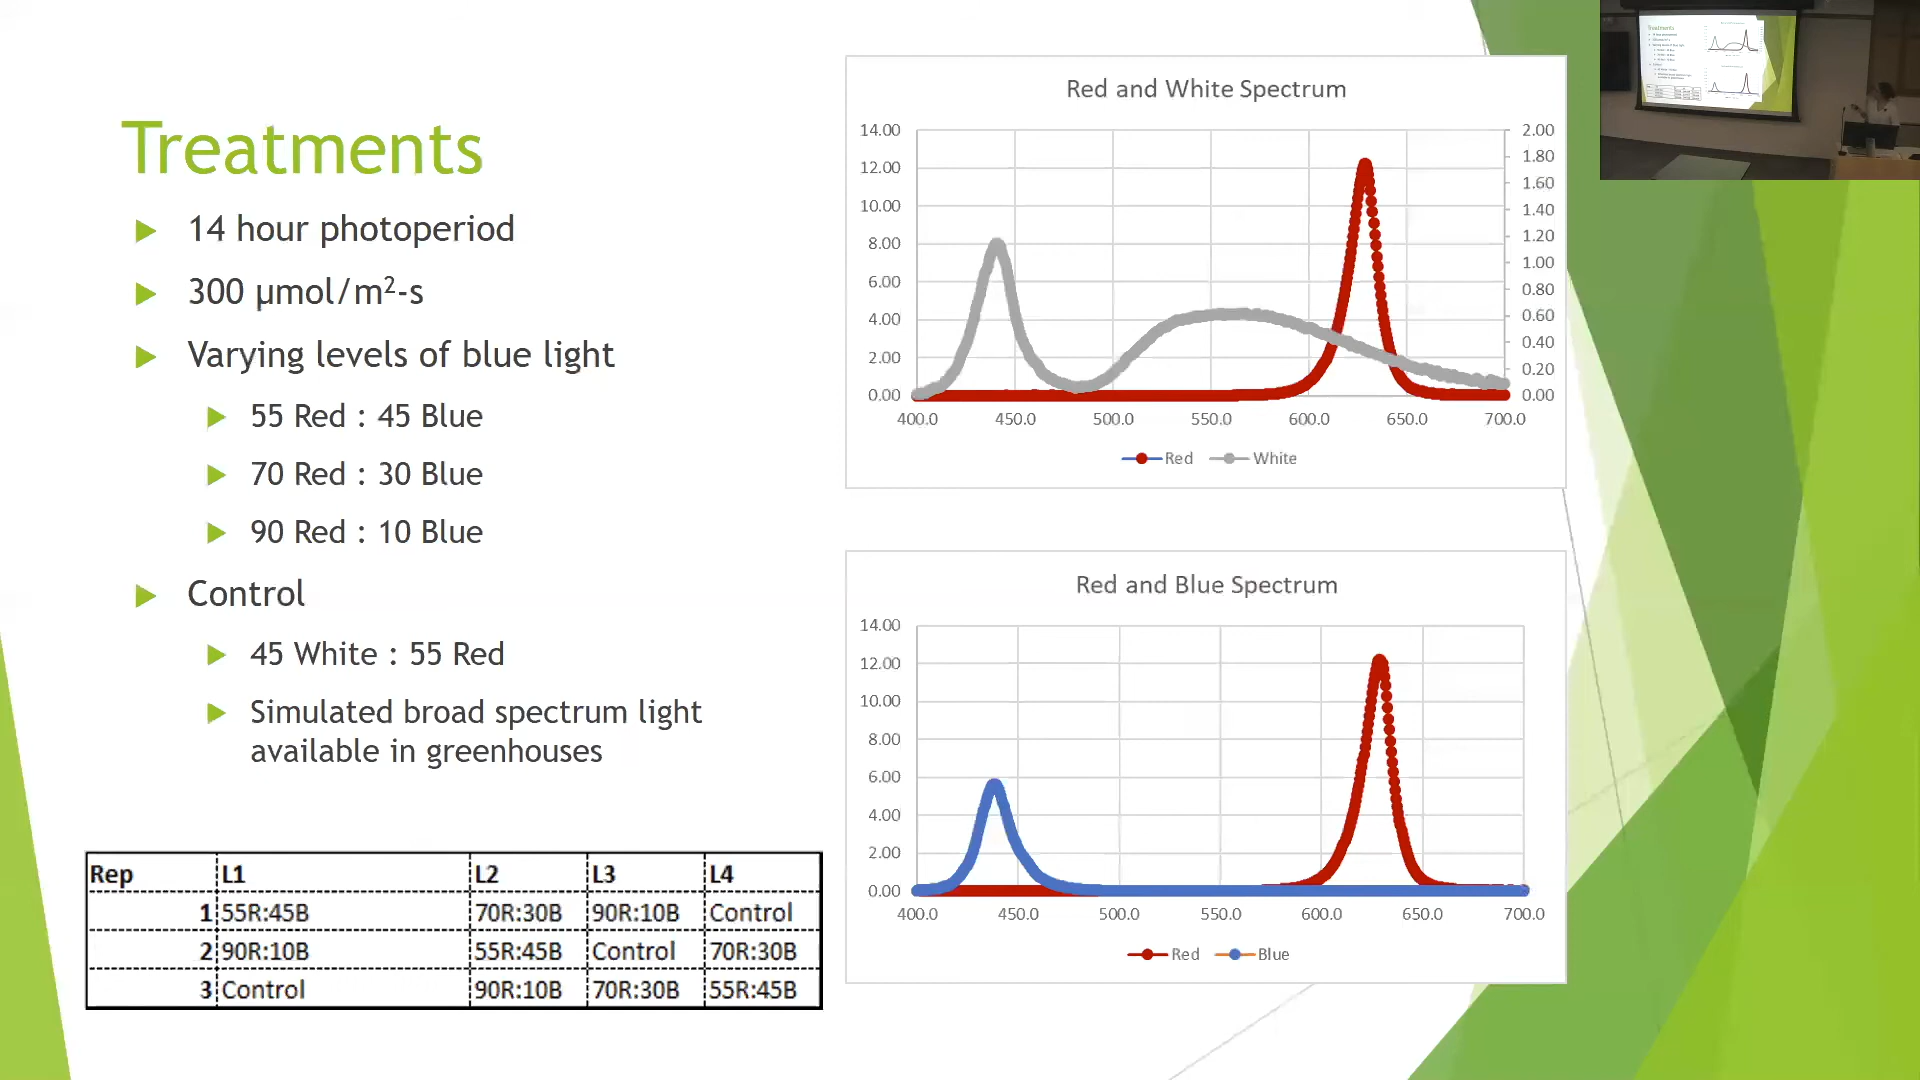 Treatments
14 hour photoperiod
300 µmol/m²-s
Varying levels of blue light
55 Red : 45 Blue
70 Red : 30 Blue
90 Red : 10 Blue
Control
45 White : 55 Red
Simulated broad spectrum light
available in greenhouses
Rep L1 L2 L3 L4
1 55R:45B 70R:30B 90R:10B Control
2 90R:10B 55R:45B Control 70R:30B
3 Control 90R:10B 70R:30B 55R:45B
Red and White Spectrum
14.00 2.00
12.00 1.80
10.00 1.60
8.00 1.40
6.00 1.20
4.00 1.00
2.00 0.80
0.00 0.60
0.40
0.20
0.00
400.0 450.0 500.0 550.0 600.0 650.0 700.0
Red White
Red and Blue Spectrum
14.00
12.00
10.00
8.00
6.00
4.00
2.00
0.00
400.0 450.0 500.0 550.0 600.0 650.0 700.0
Red Blue
Treatments